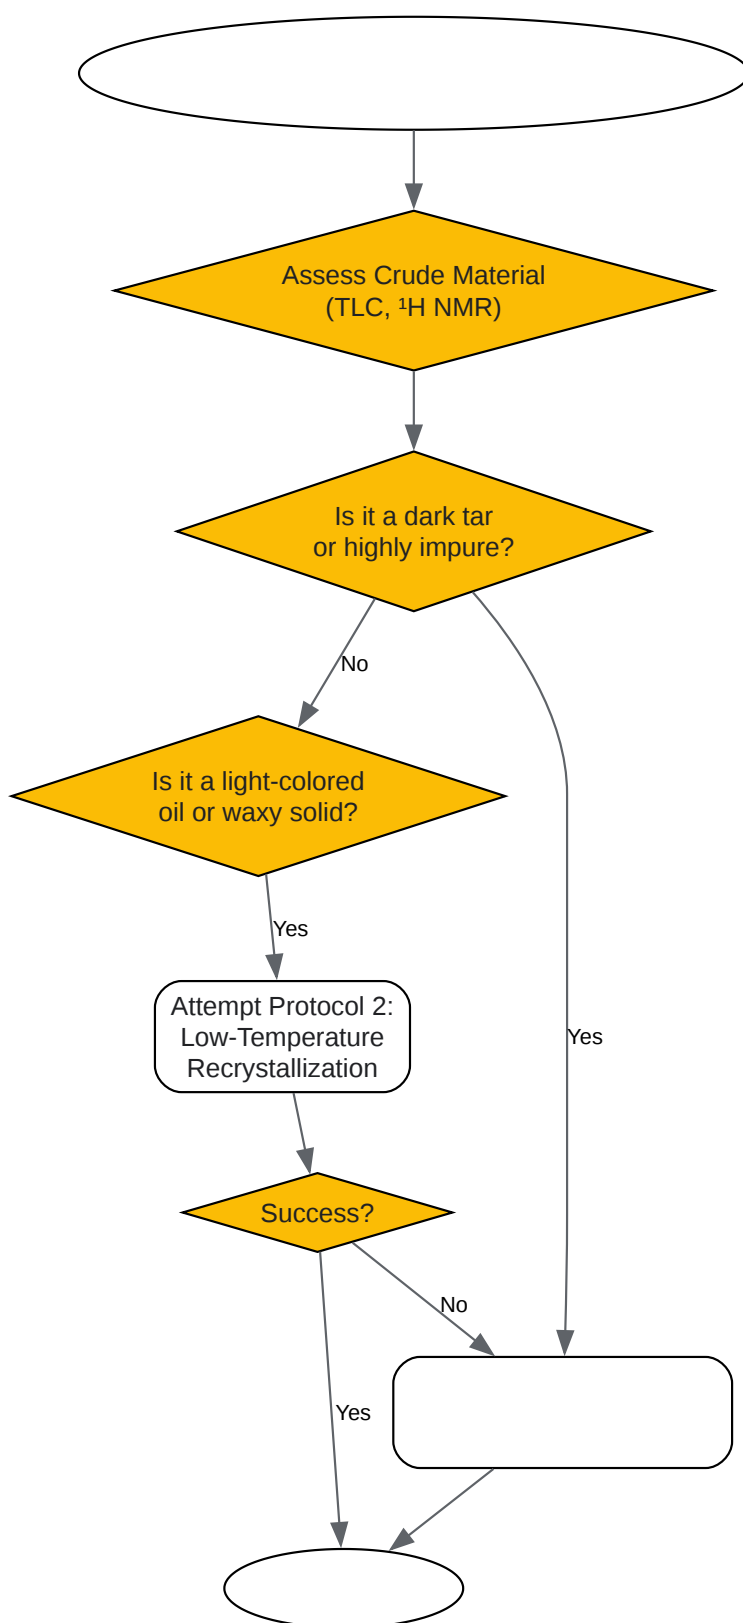 Assess Crude Material
(TLC, ¹H NMR)
Is it a dark tar
or highly impure?
No
Is it a light-colored
oil or waxy solid?
Yes
Attempt Protocol 2:
Low-Temperature
Recrystallization
Yes
Success?
No
Yes